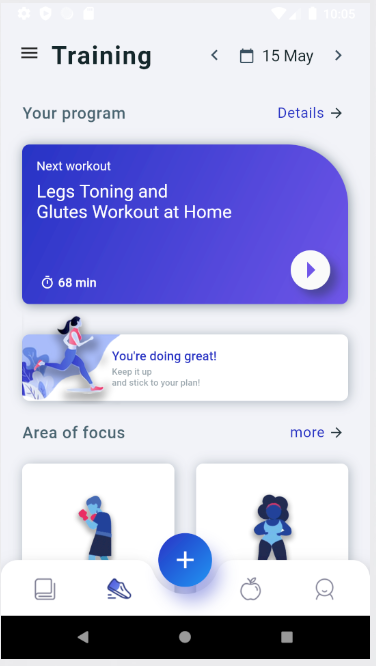 10:05
Training
15 May
Your program
Details
Next workout
Legs Toning and
Glutes Workout at Home
68 min
You're doing great!
Keep it up
and stick to your plan!
Area of focus
more